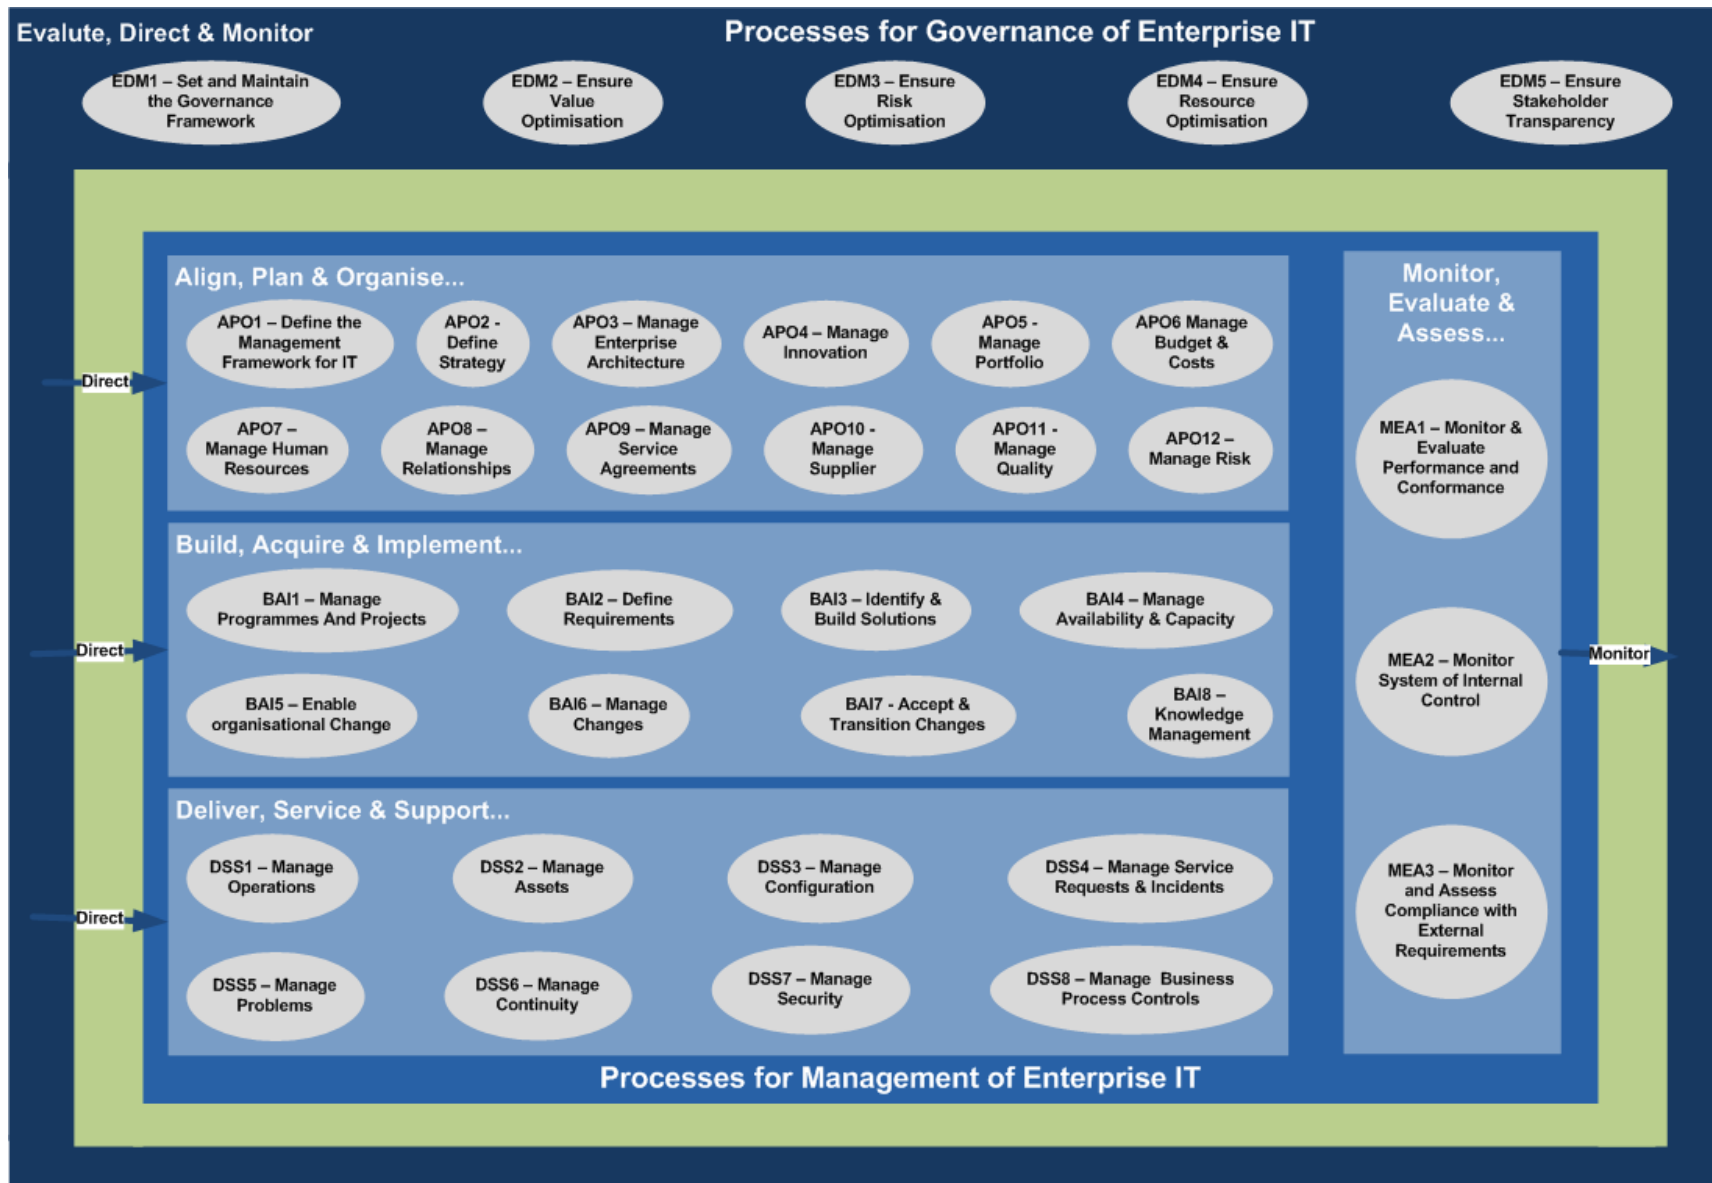 Evalute, Direct & Monitor
Processes for Governance of Enterprise IT
EDM1 – Set and Maintain
the Governance
Framework
EDM2 – Ensure
Value
Optimisation
EDM3 – Ensure
Risk
Optimisation
EDM4 – Ensure
Resource
Optimisation
EDM5 – Ensure
Stakeholder
Transparency
Align, Plan & Organise...
APO1 – Define the
Management
Framework for IT
APO2 -
Define
Strategy
APO3 – Manage
Enterprise
Architecture
APO4 – Manage
Innovation
APO5 -
Manage
Portfolio
APO6 Manage
Budget &
Costs
Direct
APO7 –
Manage Human
Resources
APO8 –
Manage
Relationships
APO9 – Manage
Service
Agreements
APO10 -
Manage
Supplier
APO11 -
Manage
Quality
APO12 –
Manage Risk
Build, Acquire & Implement...
BAI1 – Manage
Programmes And Projects
BAI2 – Define
Requirements
BAI3 – Identify &
Build Solutions
BAI4 – Manage
Availability & Capacity
Direct
BAI5 – Enable
organisational Change
BAI6 – Manage
Changes
BAI7 - Accept &
Transition Changes
BAI8 –
Knowledge
Management
Deliver, Service & Support...
DSS1 – Manage
Operations
DSS2 – Manage
Assets
DSS3 – Manage
Configuration
DSS4 – Manage Service
Requests & Incidents
Direct
DSS5 – Manage
Problems
DSS6 – Manage
Continuity
DSS7 – Manage
Security
DSS8 – Manage  Business
Process Controls
Monitor,
Evaluate &
Assess...
MEA1 – Monitor &
Evaluate
Performance and
Conformance
MEA2 – Monitor
System of Internal
Control
Monitor
MEA3 – Monitor
and Assess
Compliance with
External
Requirements
Processes for Management of Enterprise IT